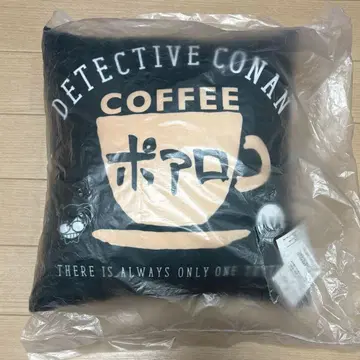 DETECTIVE CONAN
COFFEE
ポアロ
THERE IS ALWAYS ONLY ONE